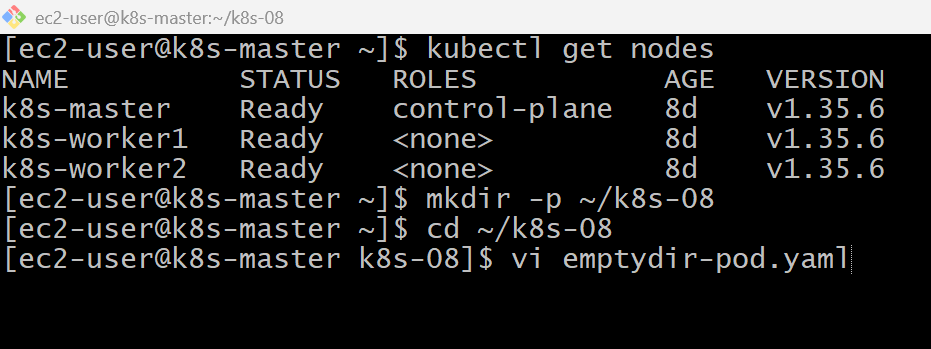 ec2-user@k8s-master:~/k8s-08
[ec2-user@k8s-master ~]$ kubectl get nodes
NAME STATUS ROLES AGE VERSION
k8s-master Ready control-plane 8d v1.35.6
k8s-worker1 Ready <none> 8d v1.35.6
k8s-worker2 Ready <none> 8d v1.35.6
[ec2-user@k8s-master ~]$ mkdir -p ~/k8s-08
[ec2-user@k8s-master ~]$ cd ~/k8s-08
[ec2-user@k8s-master k8s-08]$ vi emptydir-pod.yaml